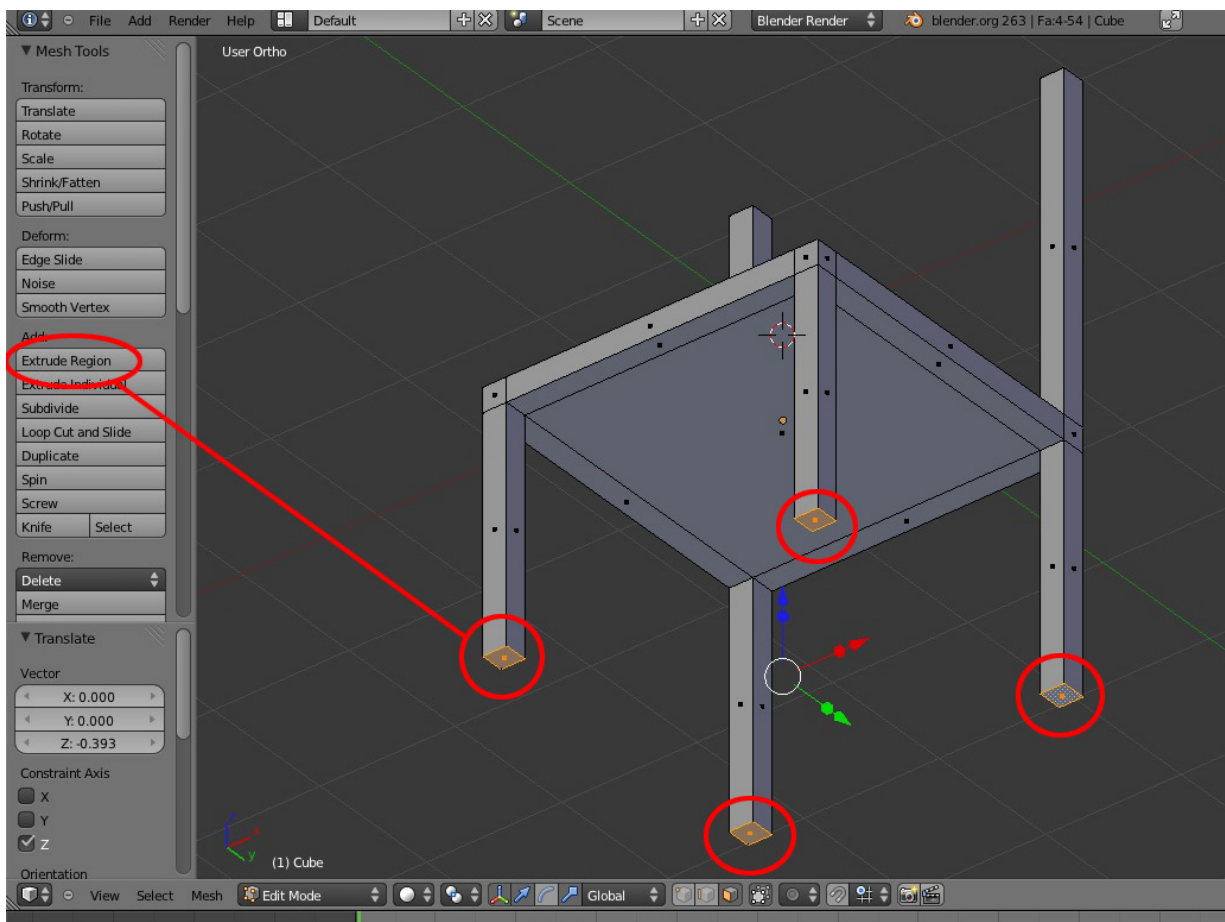 File Add Render Help Default Scene Blender Render blender.org 263 | Fa:4-54 | Cube
Mesh Tools
User Ortho
Transform:
Translate
Rotate
Scale
Shrink/Fatten
Push/Pull
Deform:
Edge Slide
Noise
Smooth Vertex
Add:
Extrude Region
Extrude Individual
Subdivide
Loop Cut and Slide
Duplicate
Spin
Screw
Knife Select
Remove:
Delete
Merge
Translate
Vector
X: 0.000
Y: 0.000
Z: -0.393
Constraint Axis
X
Y
Z
Orientation
z
x
y
(1) Cube
View Select Mesh Edit Mode Global